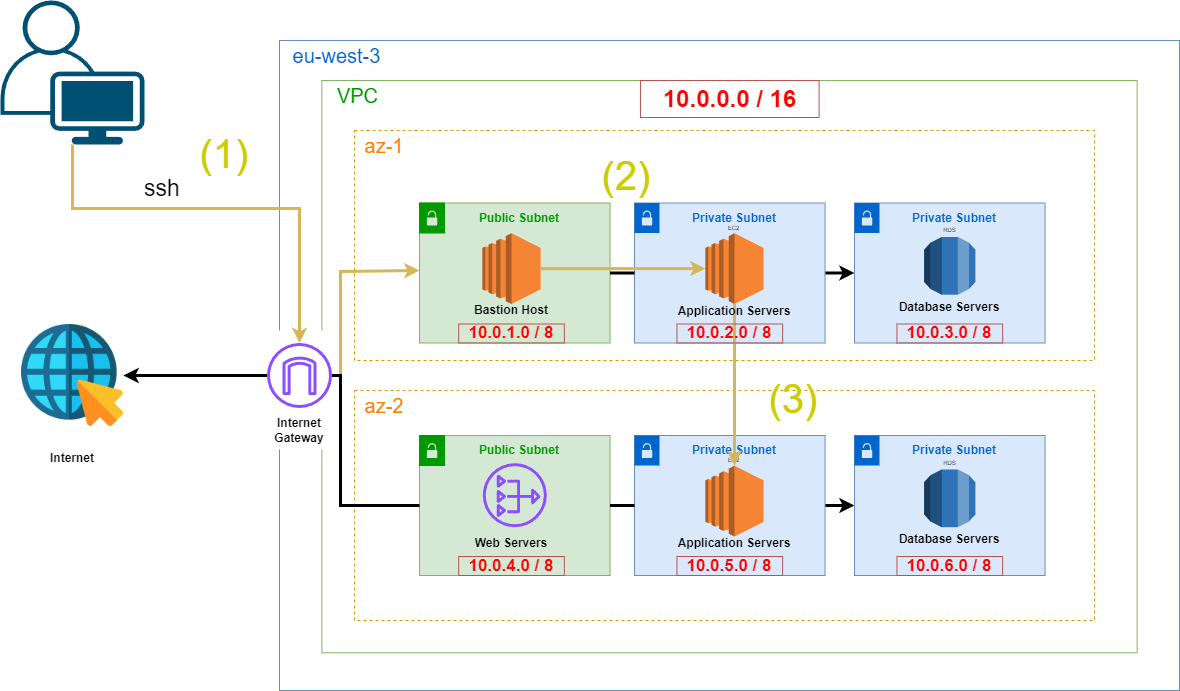 eu-west-3
VPC
10.0.0.0 / 16
az-1
(1)
ssh
(2)
Public Subnet
Bastion Host
10.0.1.0 / 8
Private Subnet
EC2
Application Servers
10.0.2.0 / 8
Private Subnet
RDS
Database Servers
10.0.3.0 / 8
Internet
Gateway
Internet
az-2
(3)
Public Subnet
Web Servers
10.0.4.0 / 8
Private Subnet
Application Servers
10.0.5.0 / 8
Private Subnet
RDS
Database Servers
10.0.6.0 / 8